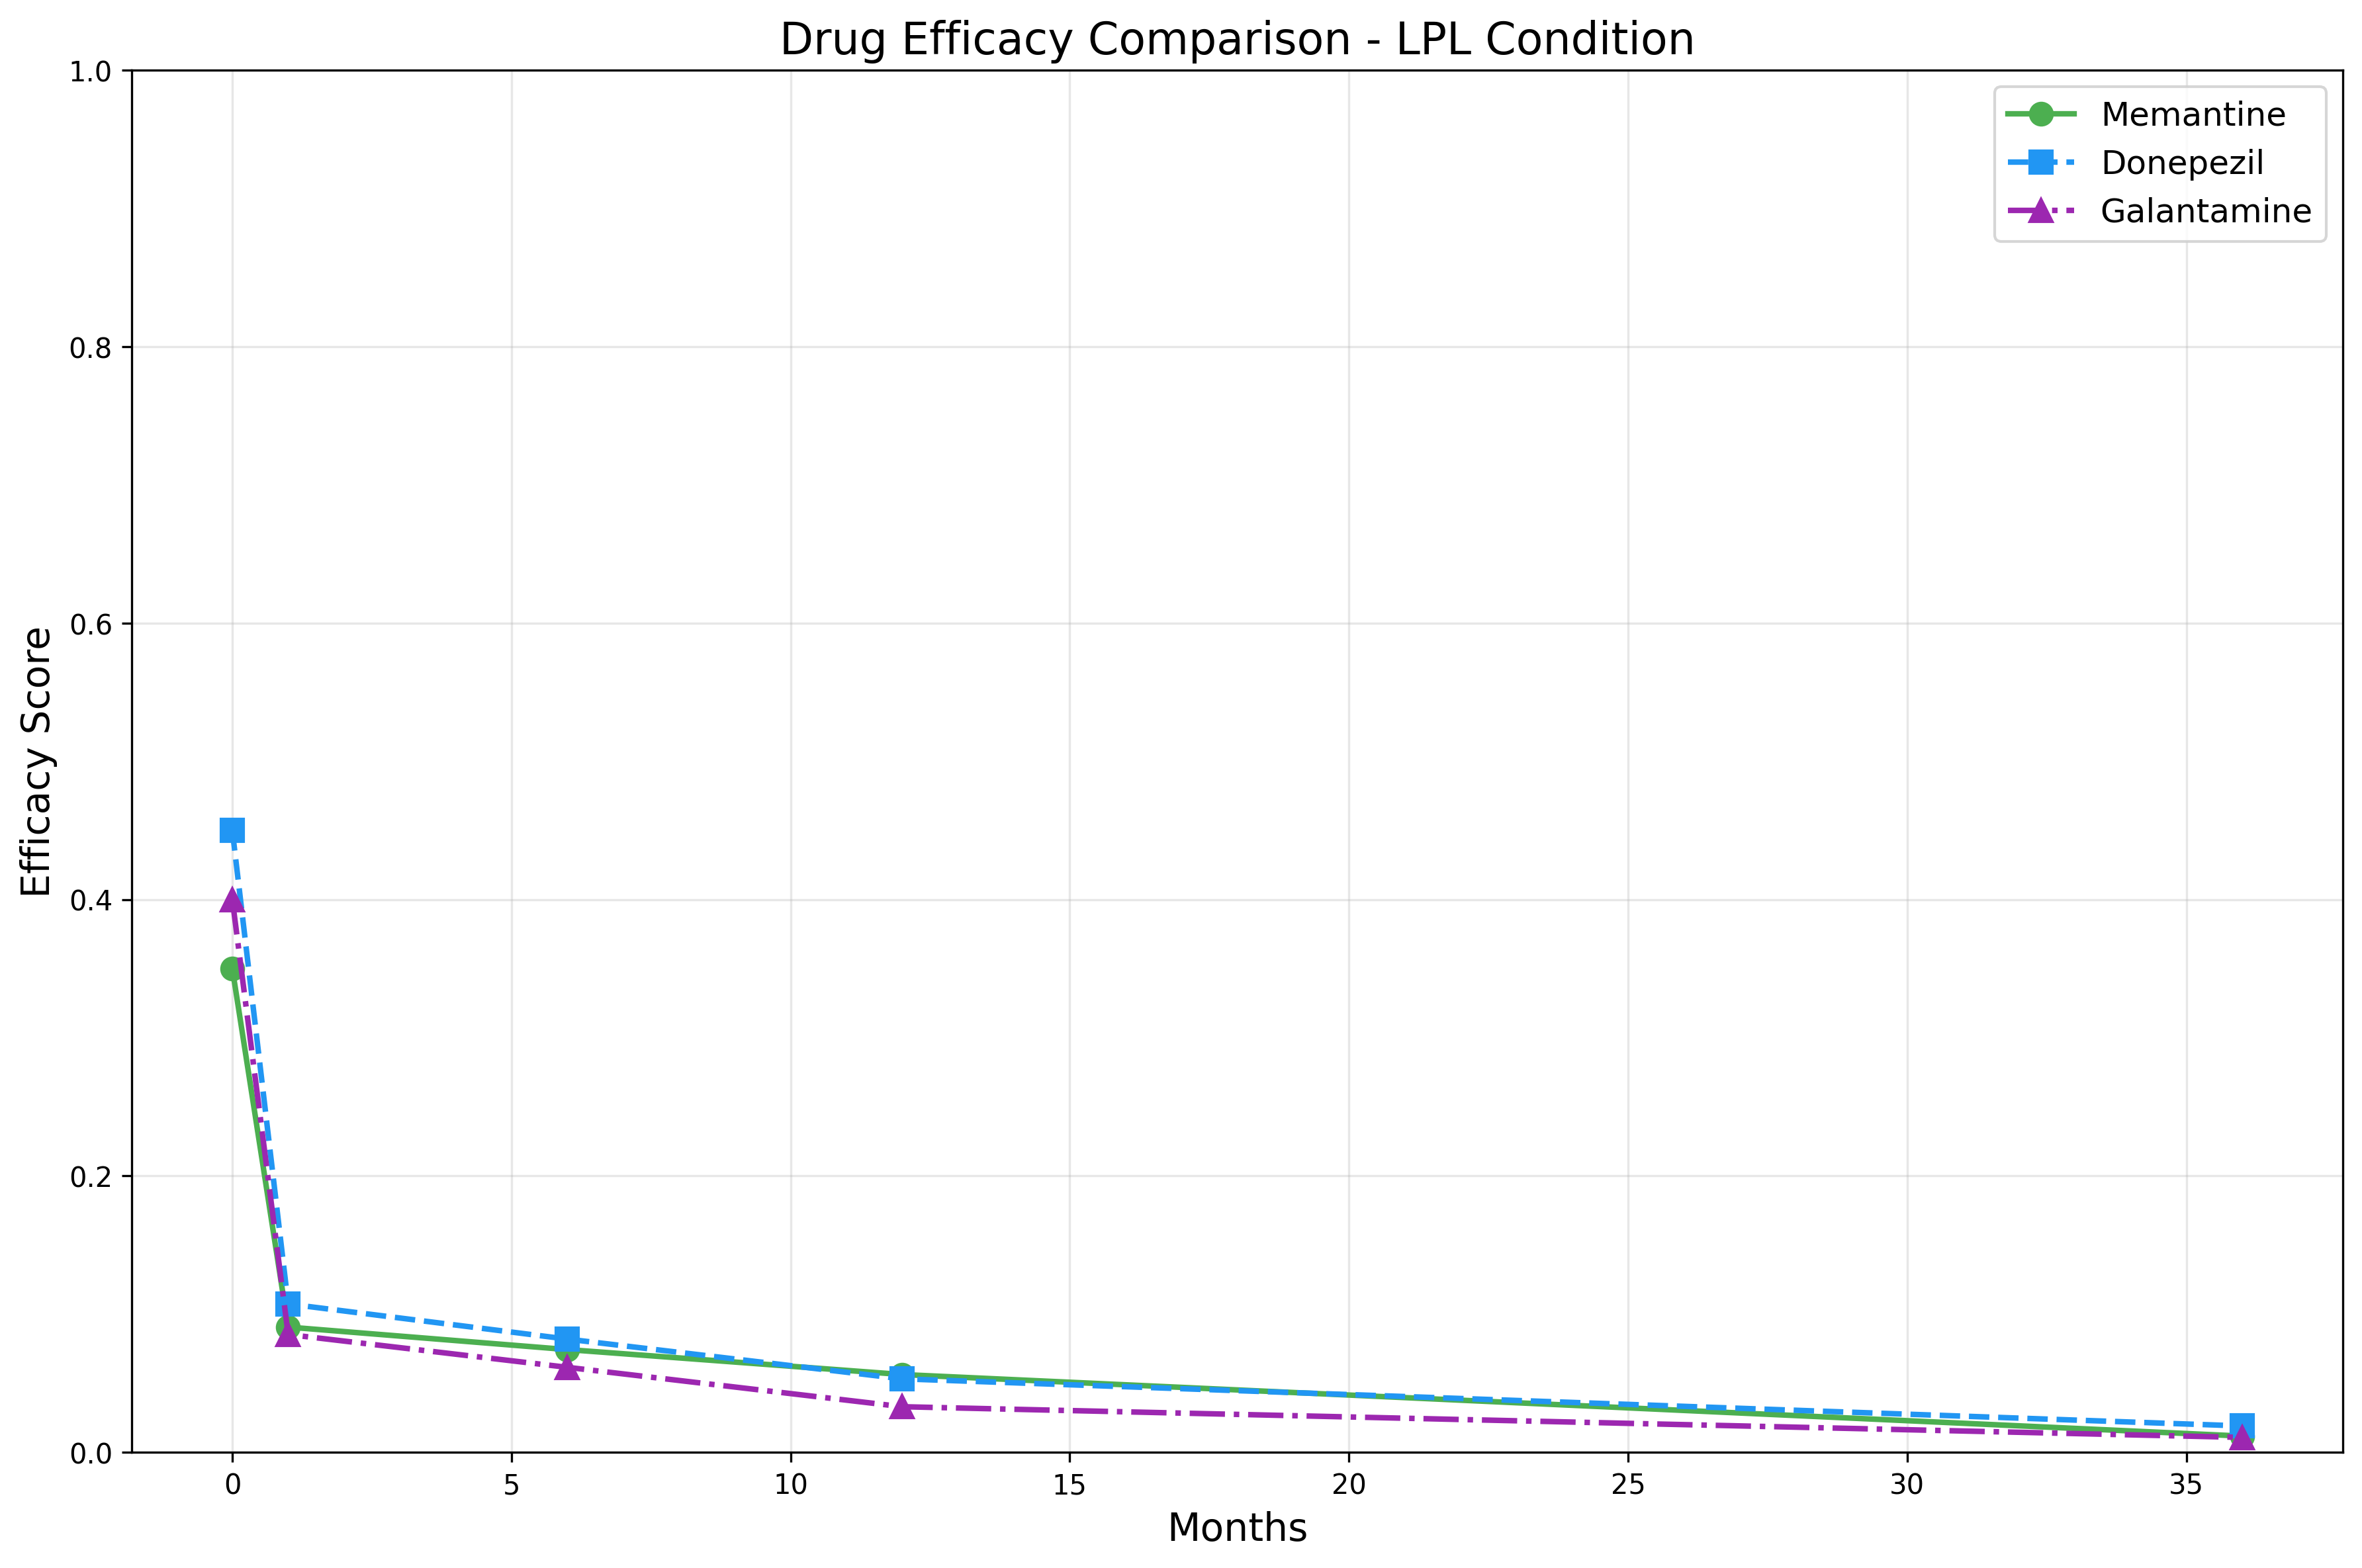 Drug Efficacy Comparison - LPL Condition
1.0
0.8
0.6
0.4
0.2
0.0
Efficacy Score
Memantine
Donepezil
Galantamine
0 5 10 15 20 25 30 35
Months